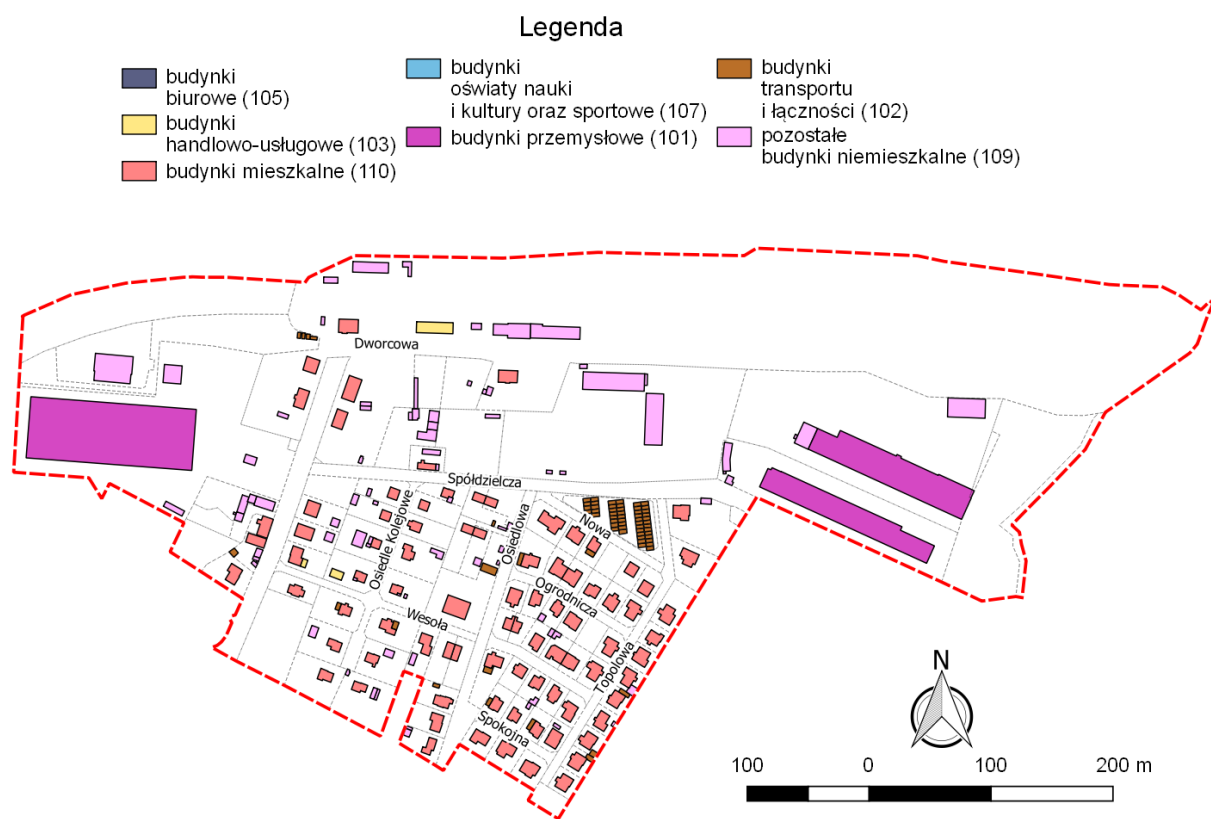 Legenda
budynki
biurowe (105)
budynki
handlowo-usługowe (103)
budynki mieszkalne (110)
budynki
oświaty nauki
i kultury oraz sportowe (107)
budynki przemysłowe (101)
budynki
transportu
i łączności (102)
pozostałe
budynki niemieszkalne (109)
Dworcowa
Spółdzielcza
Osiedle Kolejowe
Osiedlowa
Nowa
Ogrodnicza
Wesoła
Topolowa
Spokojna
N
100 0 100 200 m